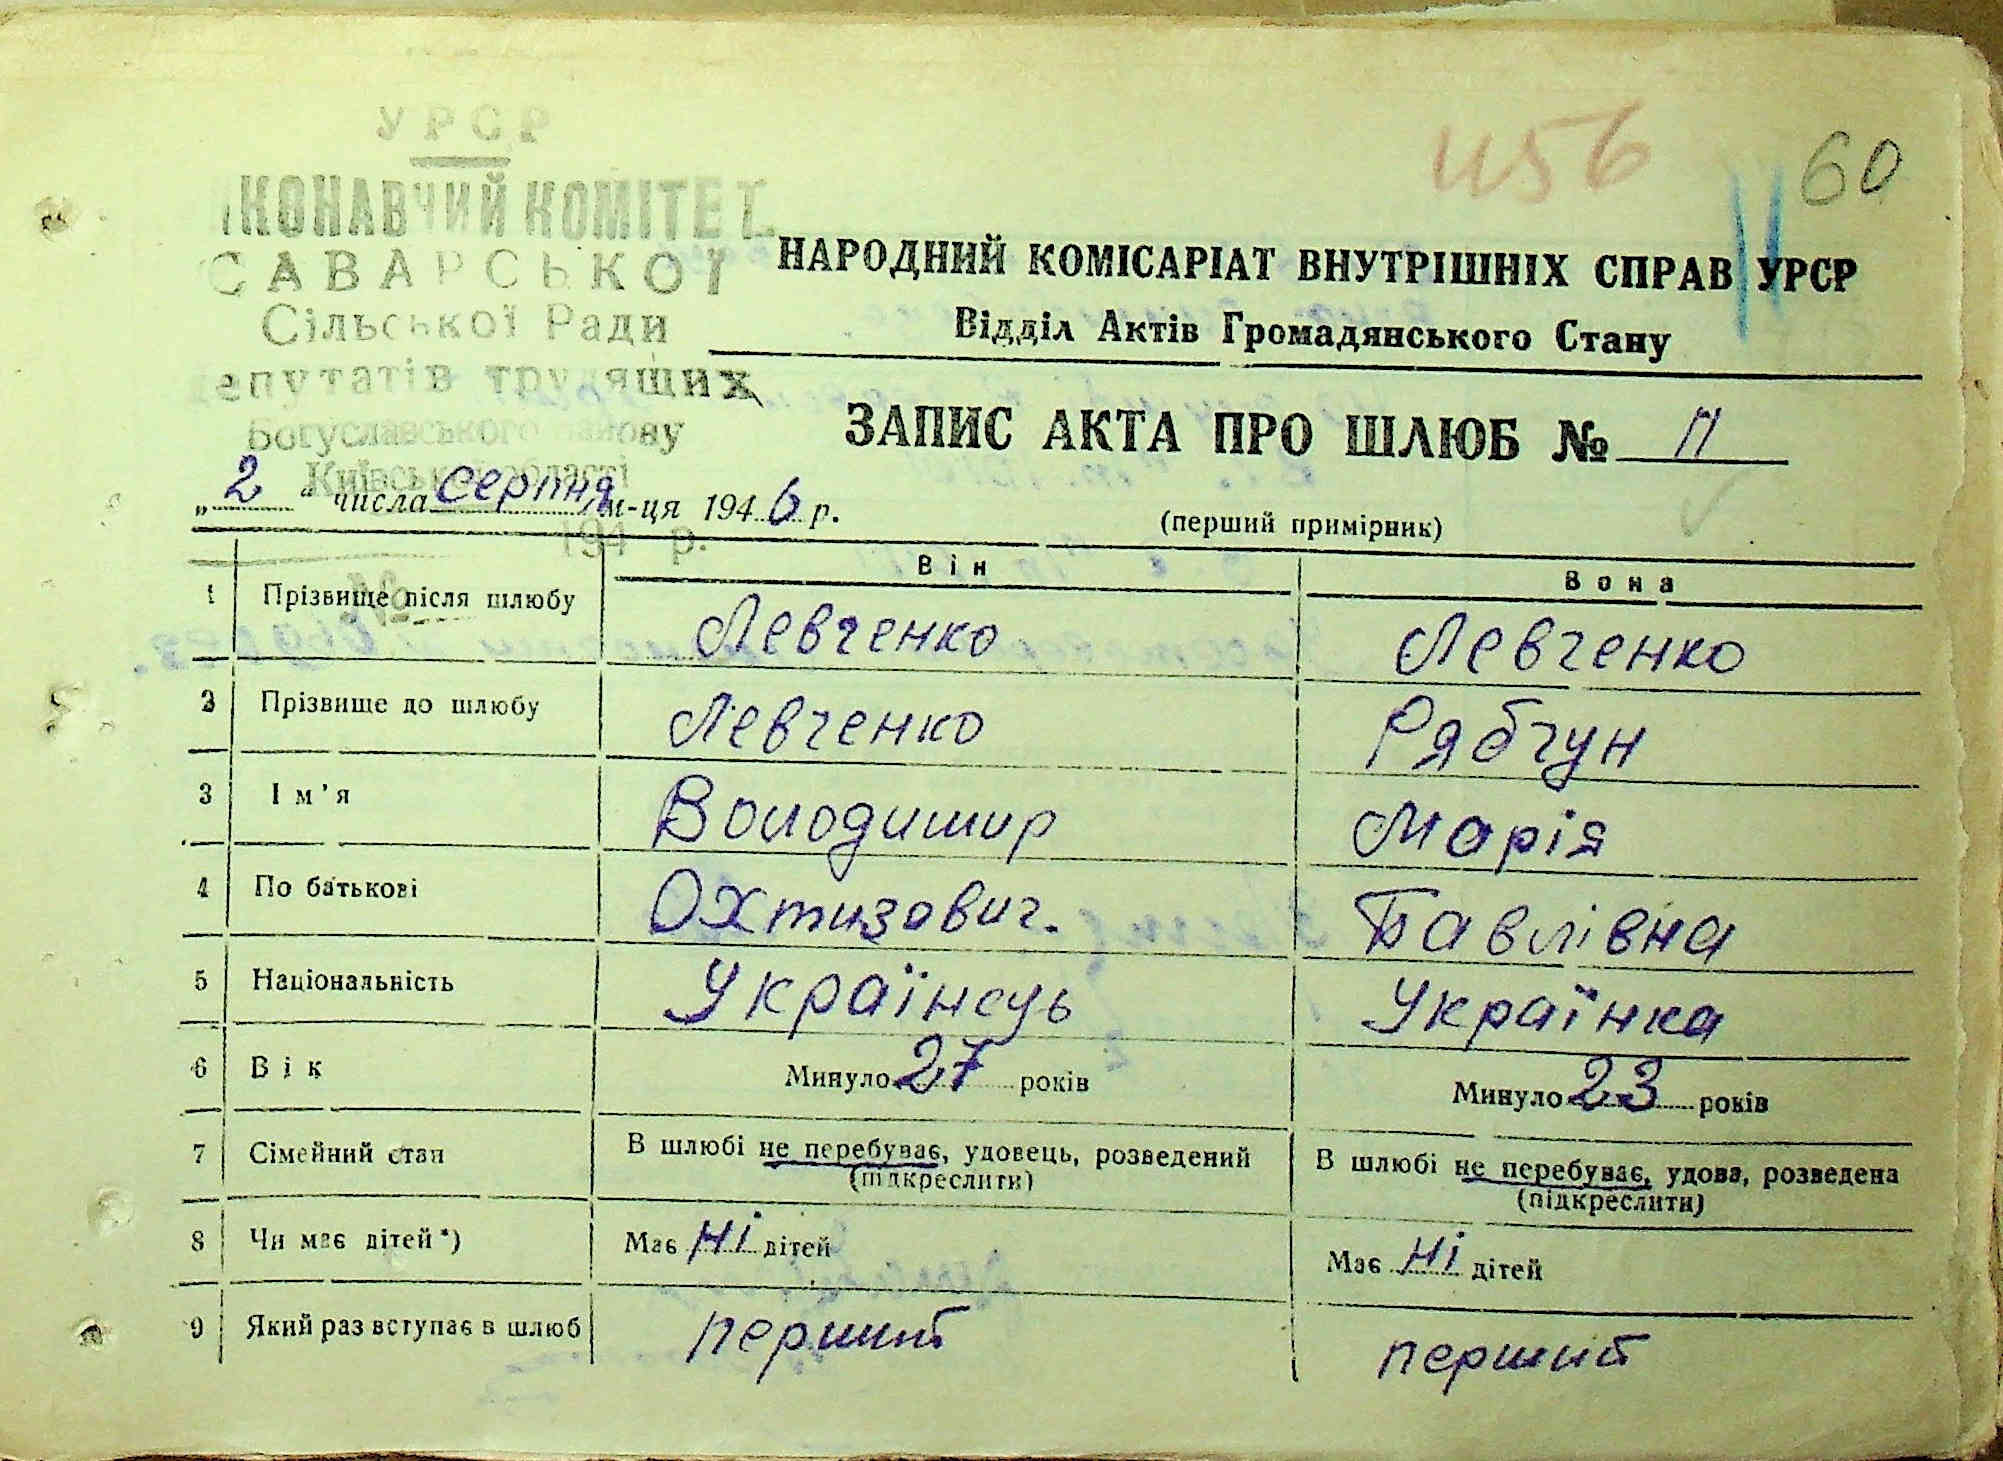 УРСР
ИКОНАВЧИЙ КОМІТЕТ
САВАРСЬКОЇ
Сільської Ради
епутатів трудящих
Богуславського району
Київської області
194 р.
№
456
60
НАРОДНИЙ КОМІСАРІАТ ВНУТРІШНІХ СПРАВ УРСР
Відділ Актів Громадянського Стану
ЗАПИС АКТА ПРО ШЛЮБ № 11
„2“ числа серпня м-ця 1946 р.
(перший примірник)
Він Вона
1 Прізвище після шлюбу Левченко Левченко
2 Прізвище до шлюбу Левченко Рябчун
3 Ім'я Володимир Марія
4 По батькові Охтизович. Павлівна
5 Національність Українець Українка
6 Вік Минуло 27 років Минуло 23 років
7 Сімейний стан В шлюбі не перебуває, удовець, розведений В шлюбі не перебуває, удова, розведена
(підкреслити) (підкреслити)
8 Чи має дітей*) Має ні дітей Має ні дітей
9 Який раз вступає в шлюб перший перший